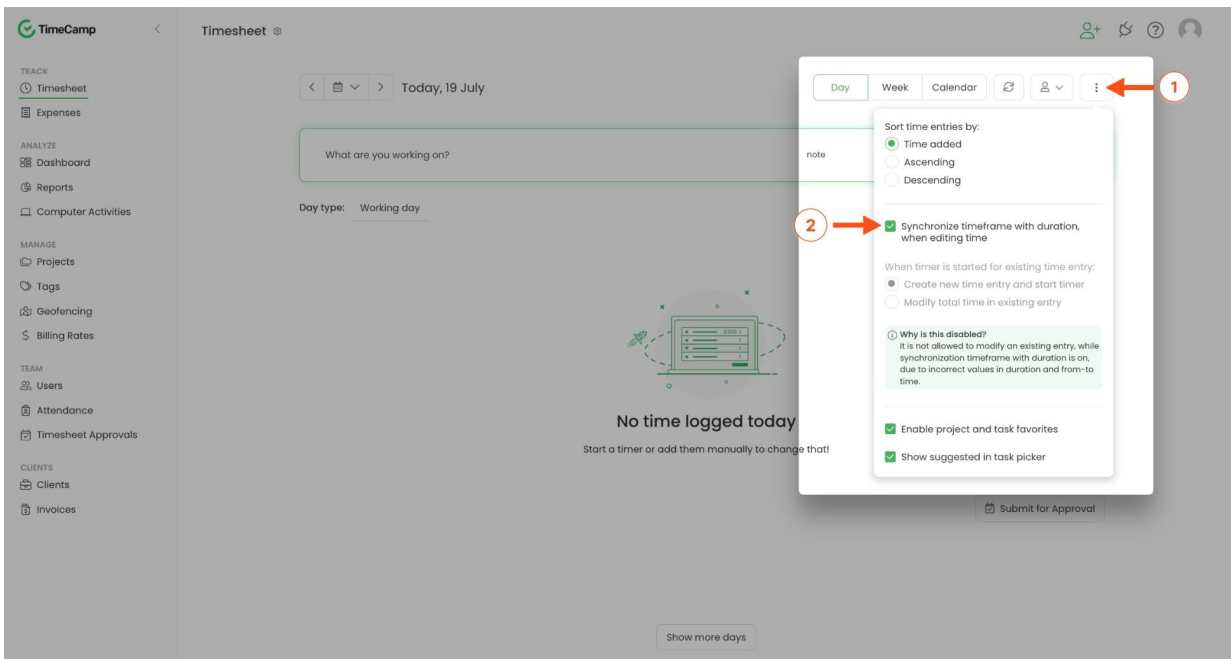 TimeCamp
Timesheet
TRACK
Timesheet
Expenses
ANALYZE
Dashboard
Reports
Computer Activities
MANAGE
Projects
Tags
Geofencing
Billing Rates
TEAM
Users
Attendance
Timesheet Approvals
CLIENTS
Clients
Invoices
Today, 19 July
Day
Week
Calendar
1
What are you working on?
note
Day type: Working day
Sort time entries by:
Time added
Ascending
Descending
2
Synchronize timeframe with duration,
when editing time
When timer is started for existing time entry:
Create new time entry and start timer
Modify total time in existing entry
Why is this disabled?
It is not allowed to modify an existing entry, while
synchronization timeframe with duration is on,
due to incorrect values in duration and from-to
time.
Enable project and task favorites
Show suggested in task picker
No time logged today
Start a timer or add them manually to change that!
Submit for Approval
Show more days